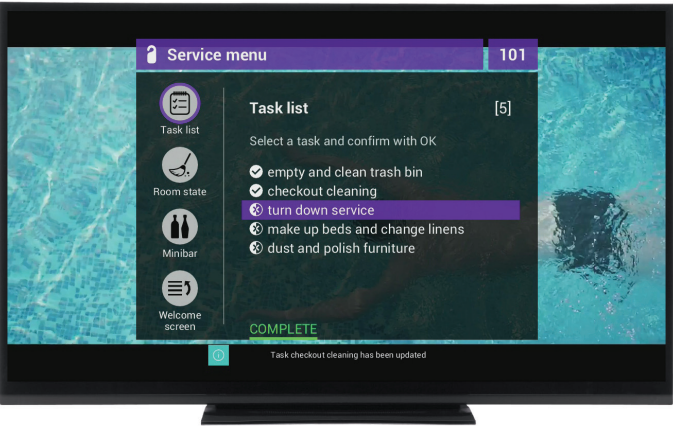 Service menu
101
Task list
Task list
[5]
Select a task and confirm with OK
empty and clean trash bin
checkout cleaning
Room state
turn down service
make up beds and change linens
Minibar
dust and polish furniture
Welcome
screen
COMPLETE
Task checkout cleaning has been updated